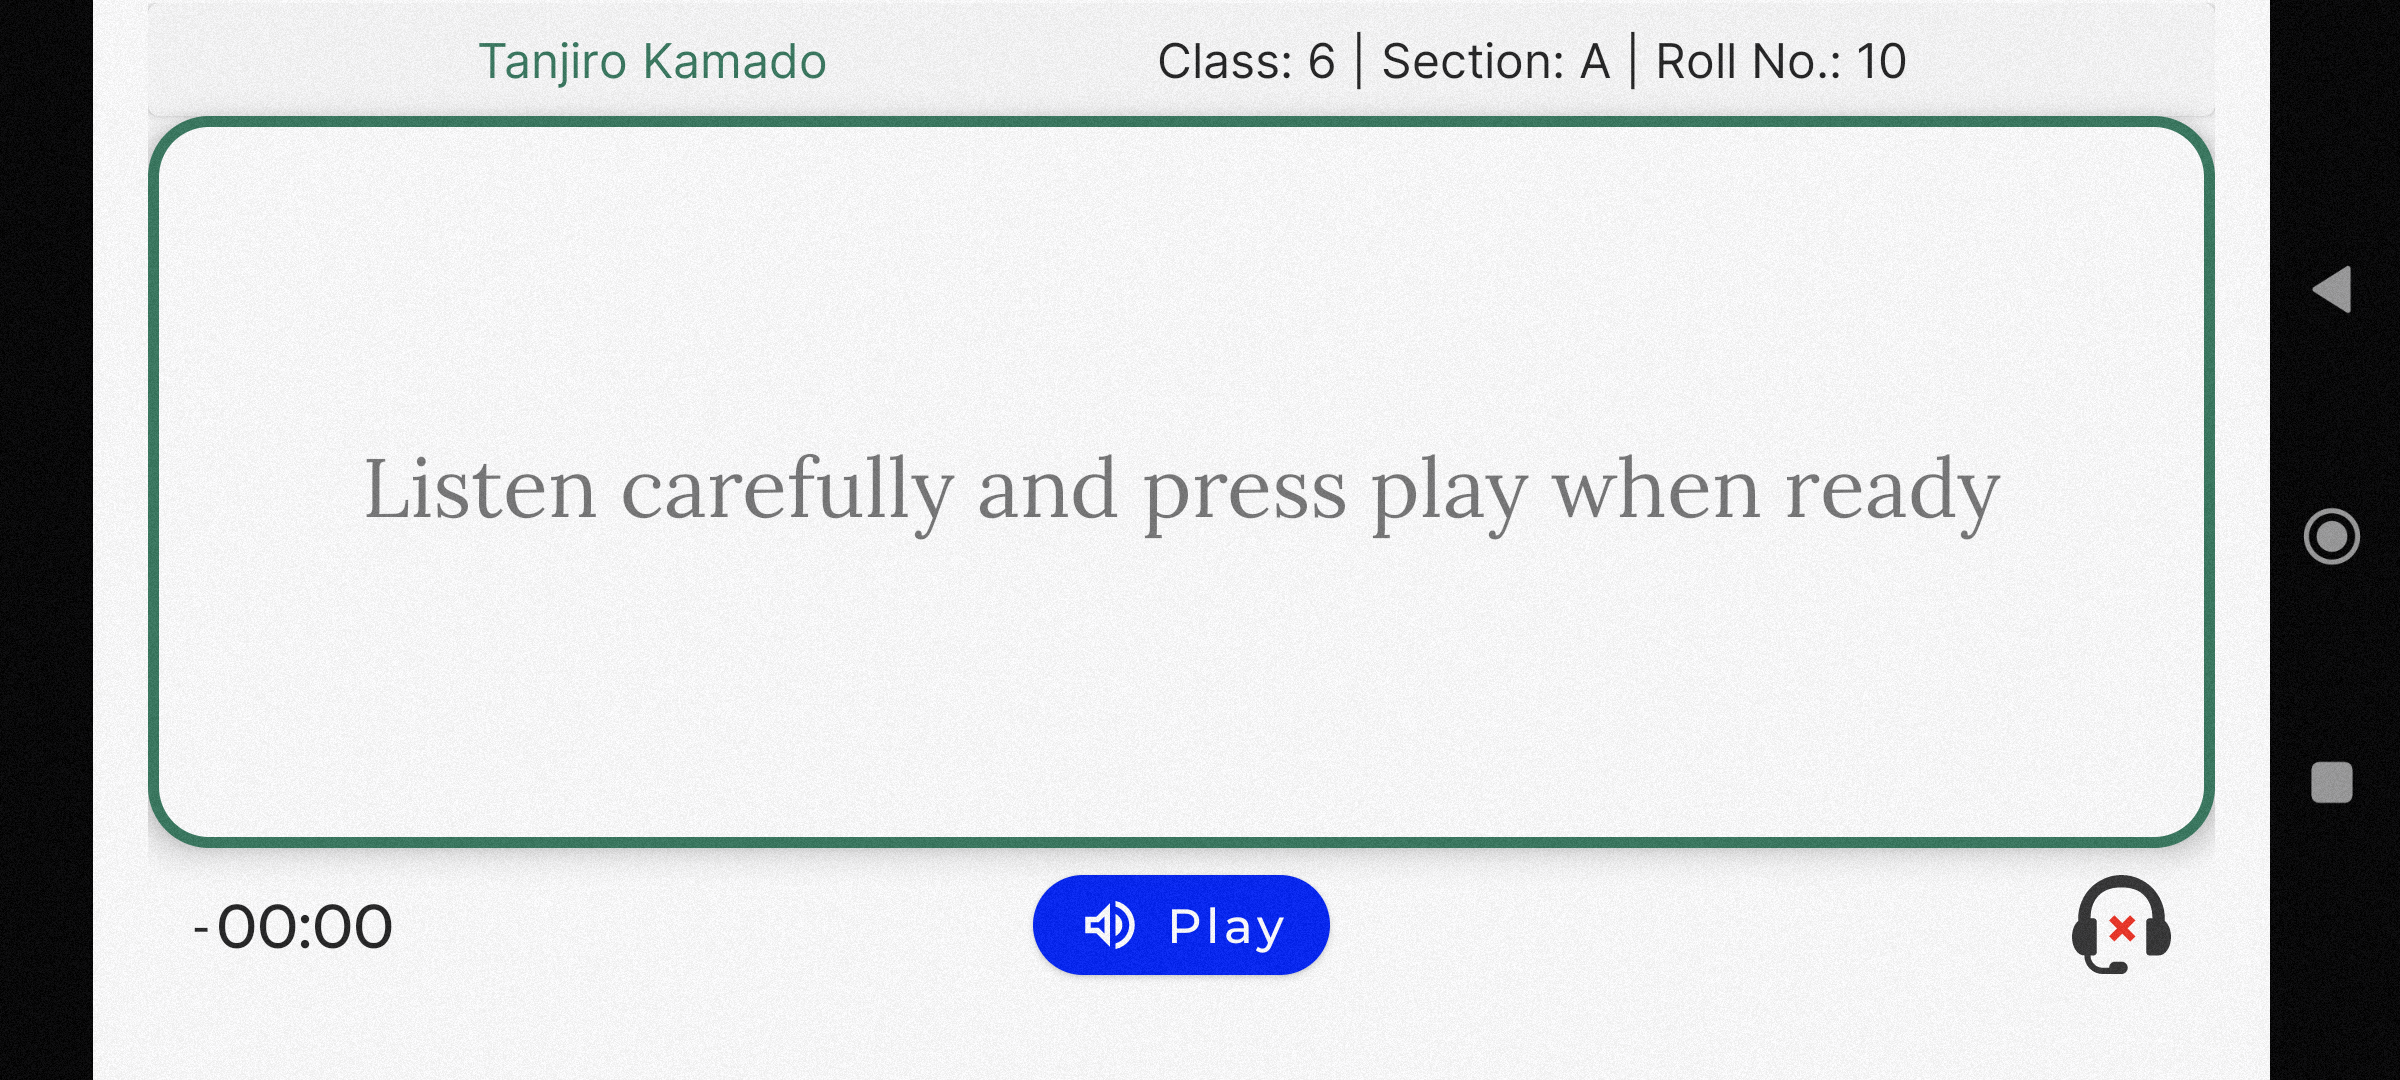 Tanjiro Kamado
Class: 6 | Section: A | Roll No.: 10
Listen carefully and press play when ready
-00:00
Play